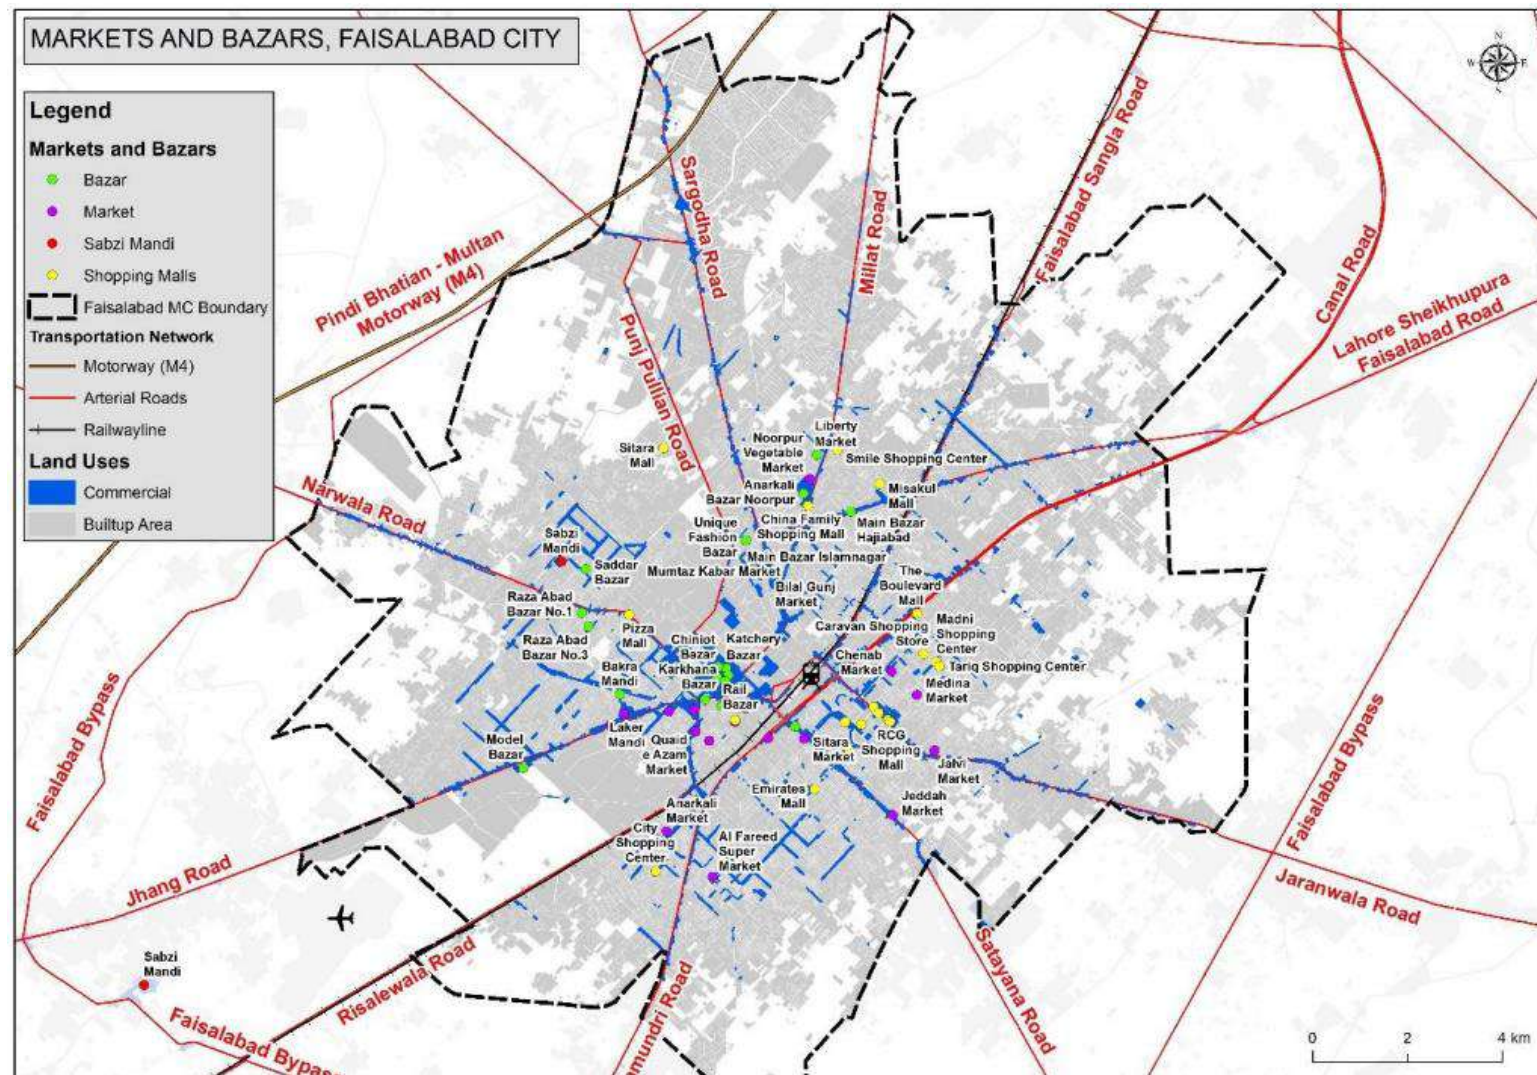 MARKETS AND BAZARS, FAISALABAD CITY
N
W
E
Legend
Markets and Bazars
Bazar
Market
Sabzi Mandi
Shopping Malls
Faisalabad MC Boundary
Transportation Network
Motorway (M4)
Arterial Roads
Railwayline
Land Uses
Commercial
Builtup Area
Pindi Bhatian - Multan
Motorway (M4)
Sargodha Road
Punj Pullian Road
Millat Road
Faisalabad Sangla Road
Canal Road
Lahore Sheikhupura
Faisalabad Road
Narwala Road
Sitara
Mall
Liberty
Market
Noorpur
Vegetable
Market
Smile Shopping Center
Anarkali
Bazar Noorpur
Misakul
Mall
China Family
Shopping Mall
Main Bazar
Hajiabad
Unique
Fashion
Bazar
Main Bazar Islamnagar
Mumtaz Kabar Market
Sabzi
Mandi
Saddar
Bazar
Bilal Gunj
Market
The
Boulevard
Mall
Raza Abad
Bazar No.1
Raza Abad
Bazar No.3
Pizza
Mall
Chiniot
Bazar
Katchery
Bazar
Caravan Shopping
Store
Madni
Shopping
Center
Chenab
Market
Tariq Shopping Center
Bakra
Mandi
Karkhana
Bazar
Rail
Bazar
Medina
Market
Laker
Mandi
Quaid
e Azam
Market
Sitara
Market
RCG
Shopping
Mall
Jalvi
Market
Model
Bazar
Emirates
Mall
Jeddah
Market
Anarkali
Market
City
Shopping
Center
Al Fareed
Super
Market
Faisalabad Bypass
Faisalabad Bypass
Jhang Road
Jaranwala Road
Sabzi
Mandi
Risalewala Road
Satayana Road
Faisalabad Bypass
mundri Road
0 2 4 km